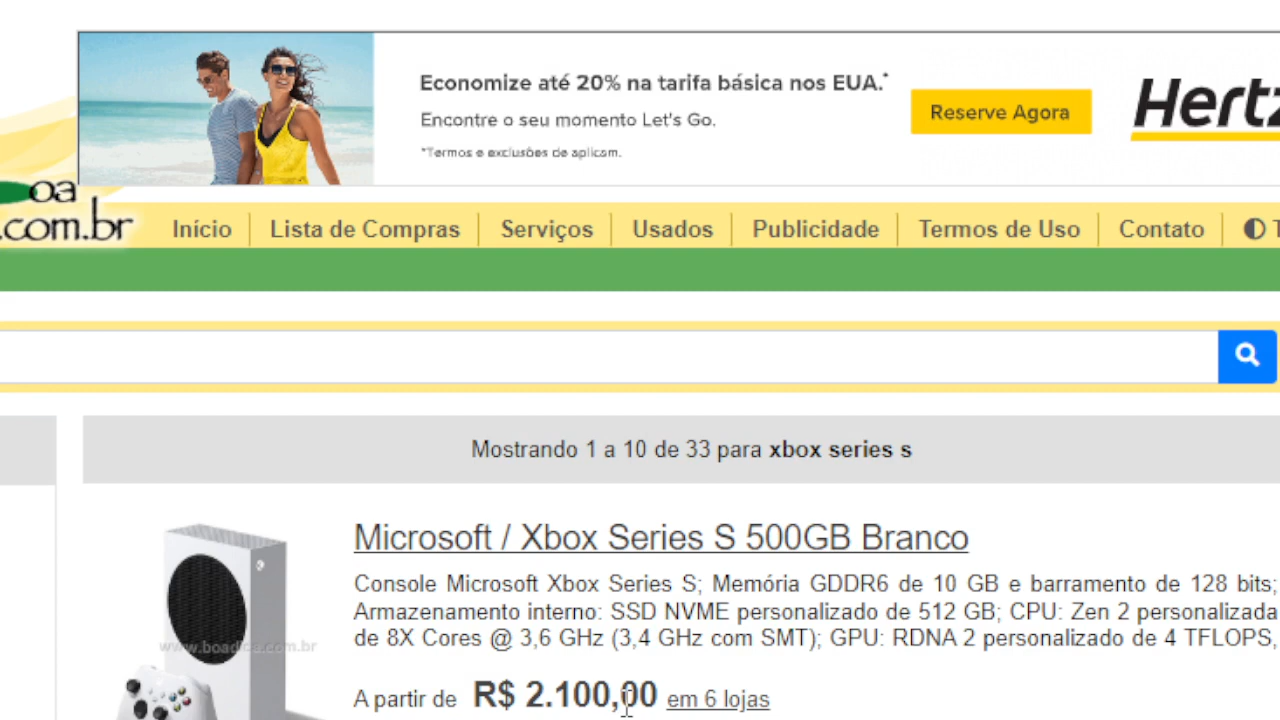 Economize até 20% na tarifa básica nos EUA.*
Encontre o seu momento Let's Go.
*Termos e exclusões de aplicam.
Reserve Agora
Hertz
oa
.com.br
Início
Lista de Compras
Serviços
Usados
Publicidade
Termos de Uso
Contato
T
Mostrando 1 a 10 de 33 para xbox series s
Microsoft / Xbox Series S 500GB Branco
Console Microsoft Xbox Series S; Memória GDDR6 de 10 GB e barramento de 128 bits;
Armazenamento interno: SSD NVME personalizado de 512 GB; CPU: Zen 2 personalizada
de 8X Cores @ 3,6 GHz (3,4 GHz com SMT); GPU: RDNA 2 personalizado de 4 TFLOPS,
www.boadica.com.br
A partir de R$ 2.100,00 em 6 lojas